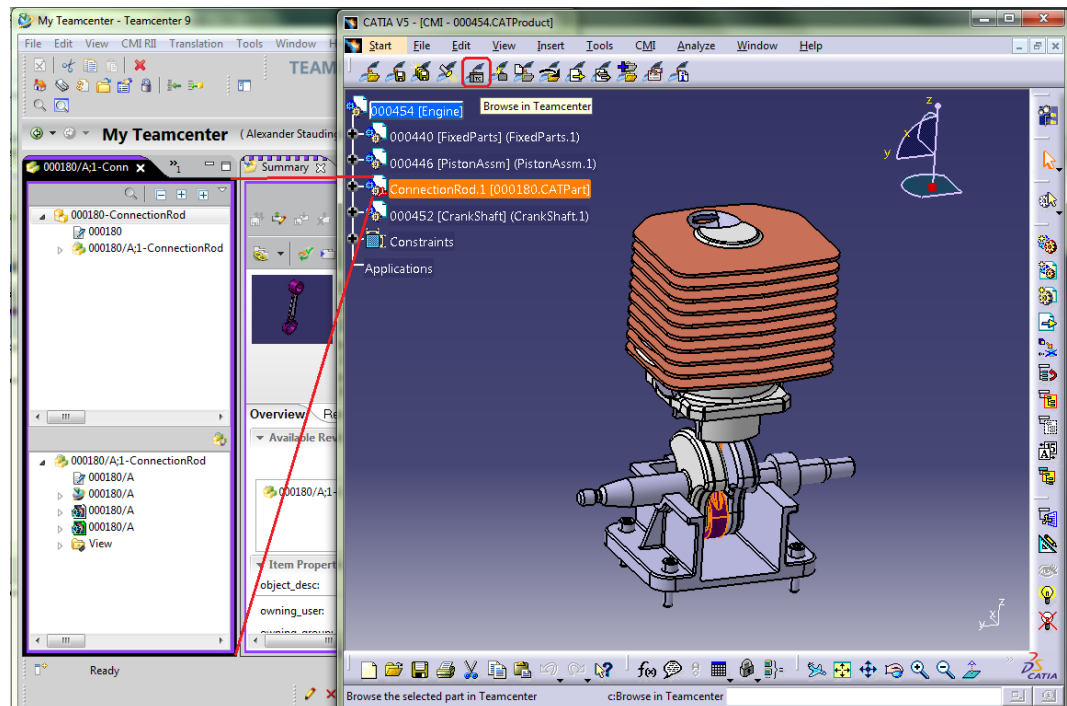 My Teamcenter - Teamcenter 9
File Edit View CMI RII Translation Tools Window H
TEAM
My Teamcenter ( Alexander Stauding
000180/A;1-Conn
1
Summary
000180-ConnectionRod
000180
000180/A;1-ConnectionRod
Overview Re
Available Rev
000180/A;1-ConnectionRod
000180/A
000180/A
000180/A
000180/A
View
000180/A;1-
Item Propert
object_desc:
owning_user:
owning_group
Ready
CATIA V5 - [CMI - 000454.CATProduct]
Start File Edit View Insert Tools CMI Analyze Window Help
Browse in Teamcenter
000454 [Engine]
000440 [FixedParts] (FixedParts.1)
000446 [PistonAssm] (PistonAssm.1)
ConnectionRod.1 [000180.CATPart]
000452 [CrankShaft] (CrankShaft.1)
Constraints
Applications
z
x
y
z
x
y
f(x)
CATIA
Browse the selected part in Teamcenter c:Browse in Teamcenter